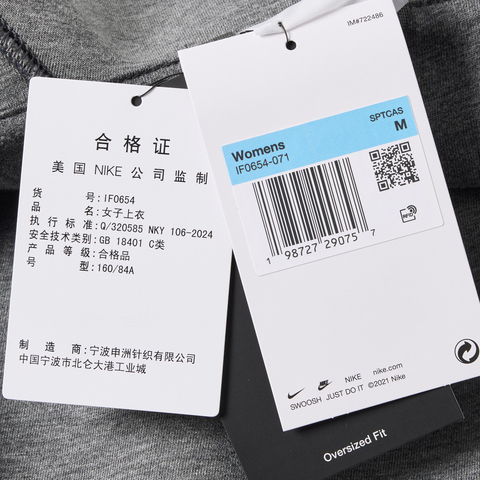 合格证
美国 NIKE 公司监制
货号:IF0654
品名:女子上衣
执行标准:Q/320585 NKY 106-2024
安全技术类别:GB 18401 C类
产品等级:合格品
号型:160/84A
制造商:宁波申洲针织有限公司
中国宁波市北仑大港工业城
IM#722486
SPTCAS
Womens
M
IF0654-071
1 98727 29075 7
NIKE nike.com
SWOOSH JUST DO IT ©2021 Nike
Oversized Fit